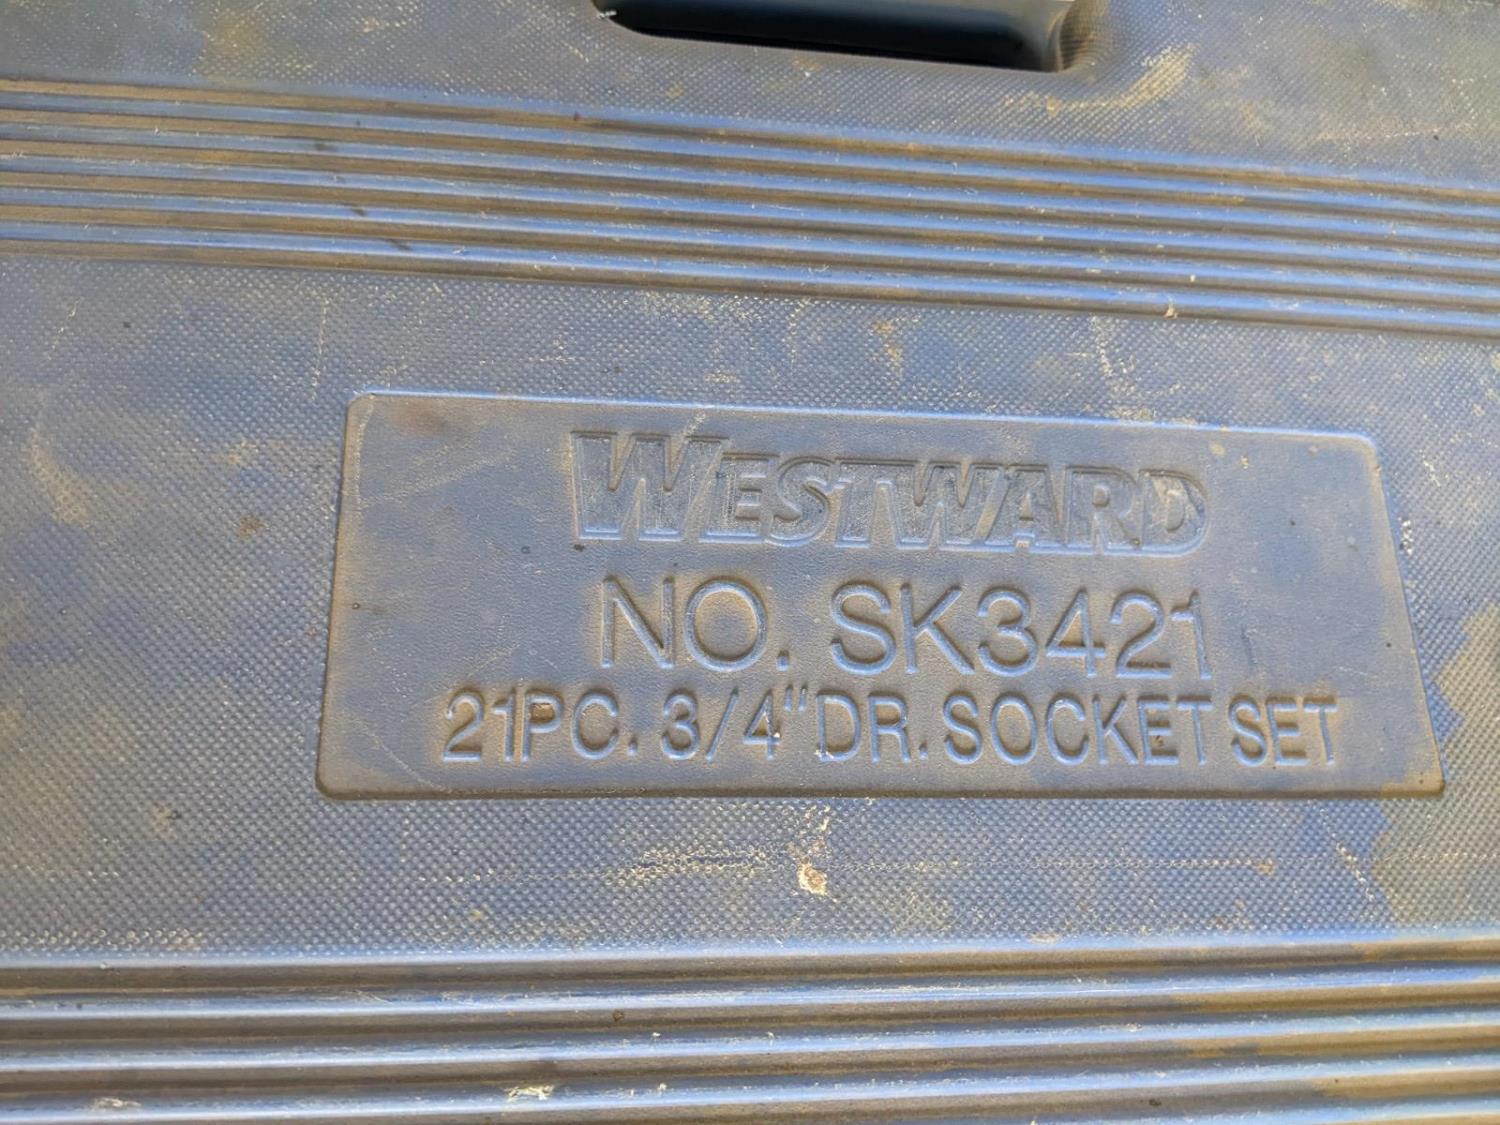 WESTWARD
NO. SK3421
21PC. 3/4" DR. SOCKET SET